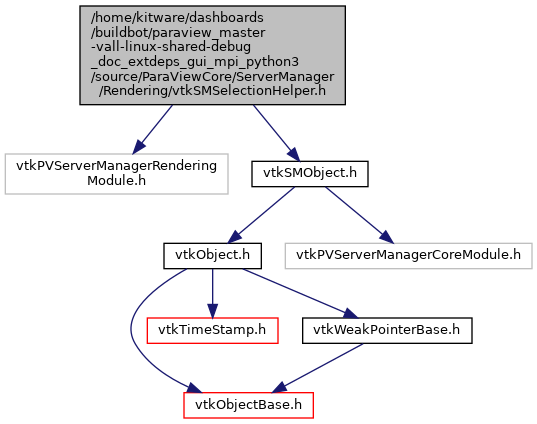 /home/kitware/dashboards
/buildbot/paraview_master
-vall-linux-shared-debug
_doc_extdeps_gui_mpi_python3
/source/ParaViewCore/ServerManager
/Rendering/vtkSMSelectionHelper.h
vtkPVServerManagerRendering
Module.h
vtkSMObject.h
vtkObject.h
vtkPVServerManagerCoreModule.h
vtkTimeStamp.h
vtkWeakPointerBase.h
vtkObjectBase.h